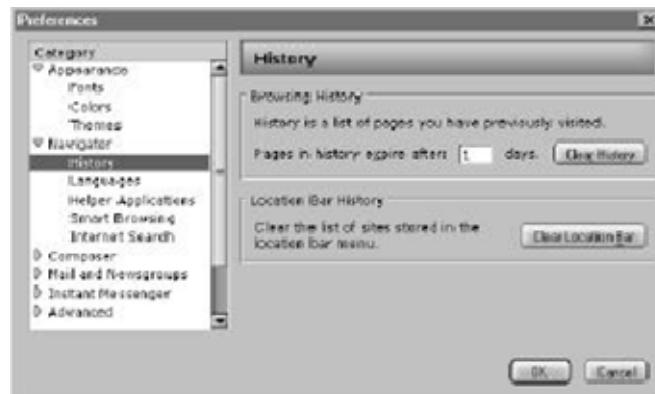 Preferences
Category
Appearance
Fonts
Colors
Themes
Navigator
History
Languages
Helper Applications
Smart Browsing
Internet Search
Composer
Mail and Newsgroups
Instant Messenger
Advanced
History
Browsing History
History is a list of pages you have previously visited.
Pages in history expire after: 1 days. Clear History
Location Bar History
Clear the list of sites stored in the
location bar menu.
Clear Location Bar
OK Cancel